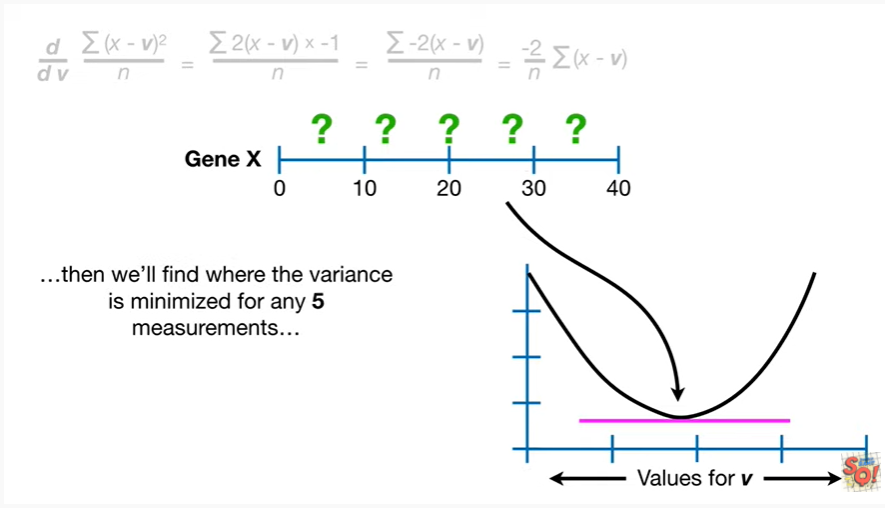 d/dv Σ(x - v)²/n = Σ2(x - v) × -1/n = Σ-2(x - v)/n = -2/n Σ(x - v)
? ? ? ? ?
Gene X
0 10 20 30 40
…then we'll find where the variance
is minimized for any 5
measurements…
Values for v
SQ!